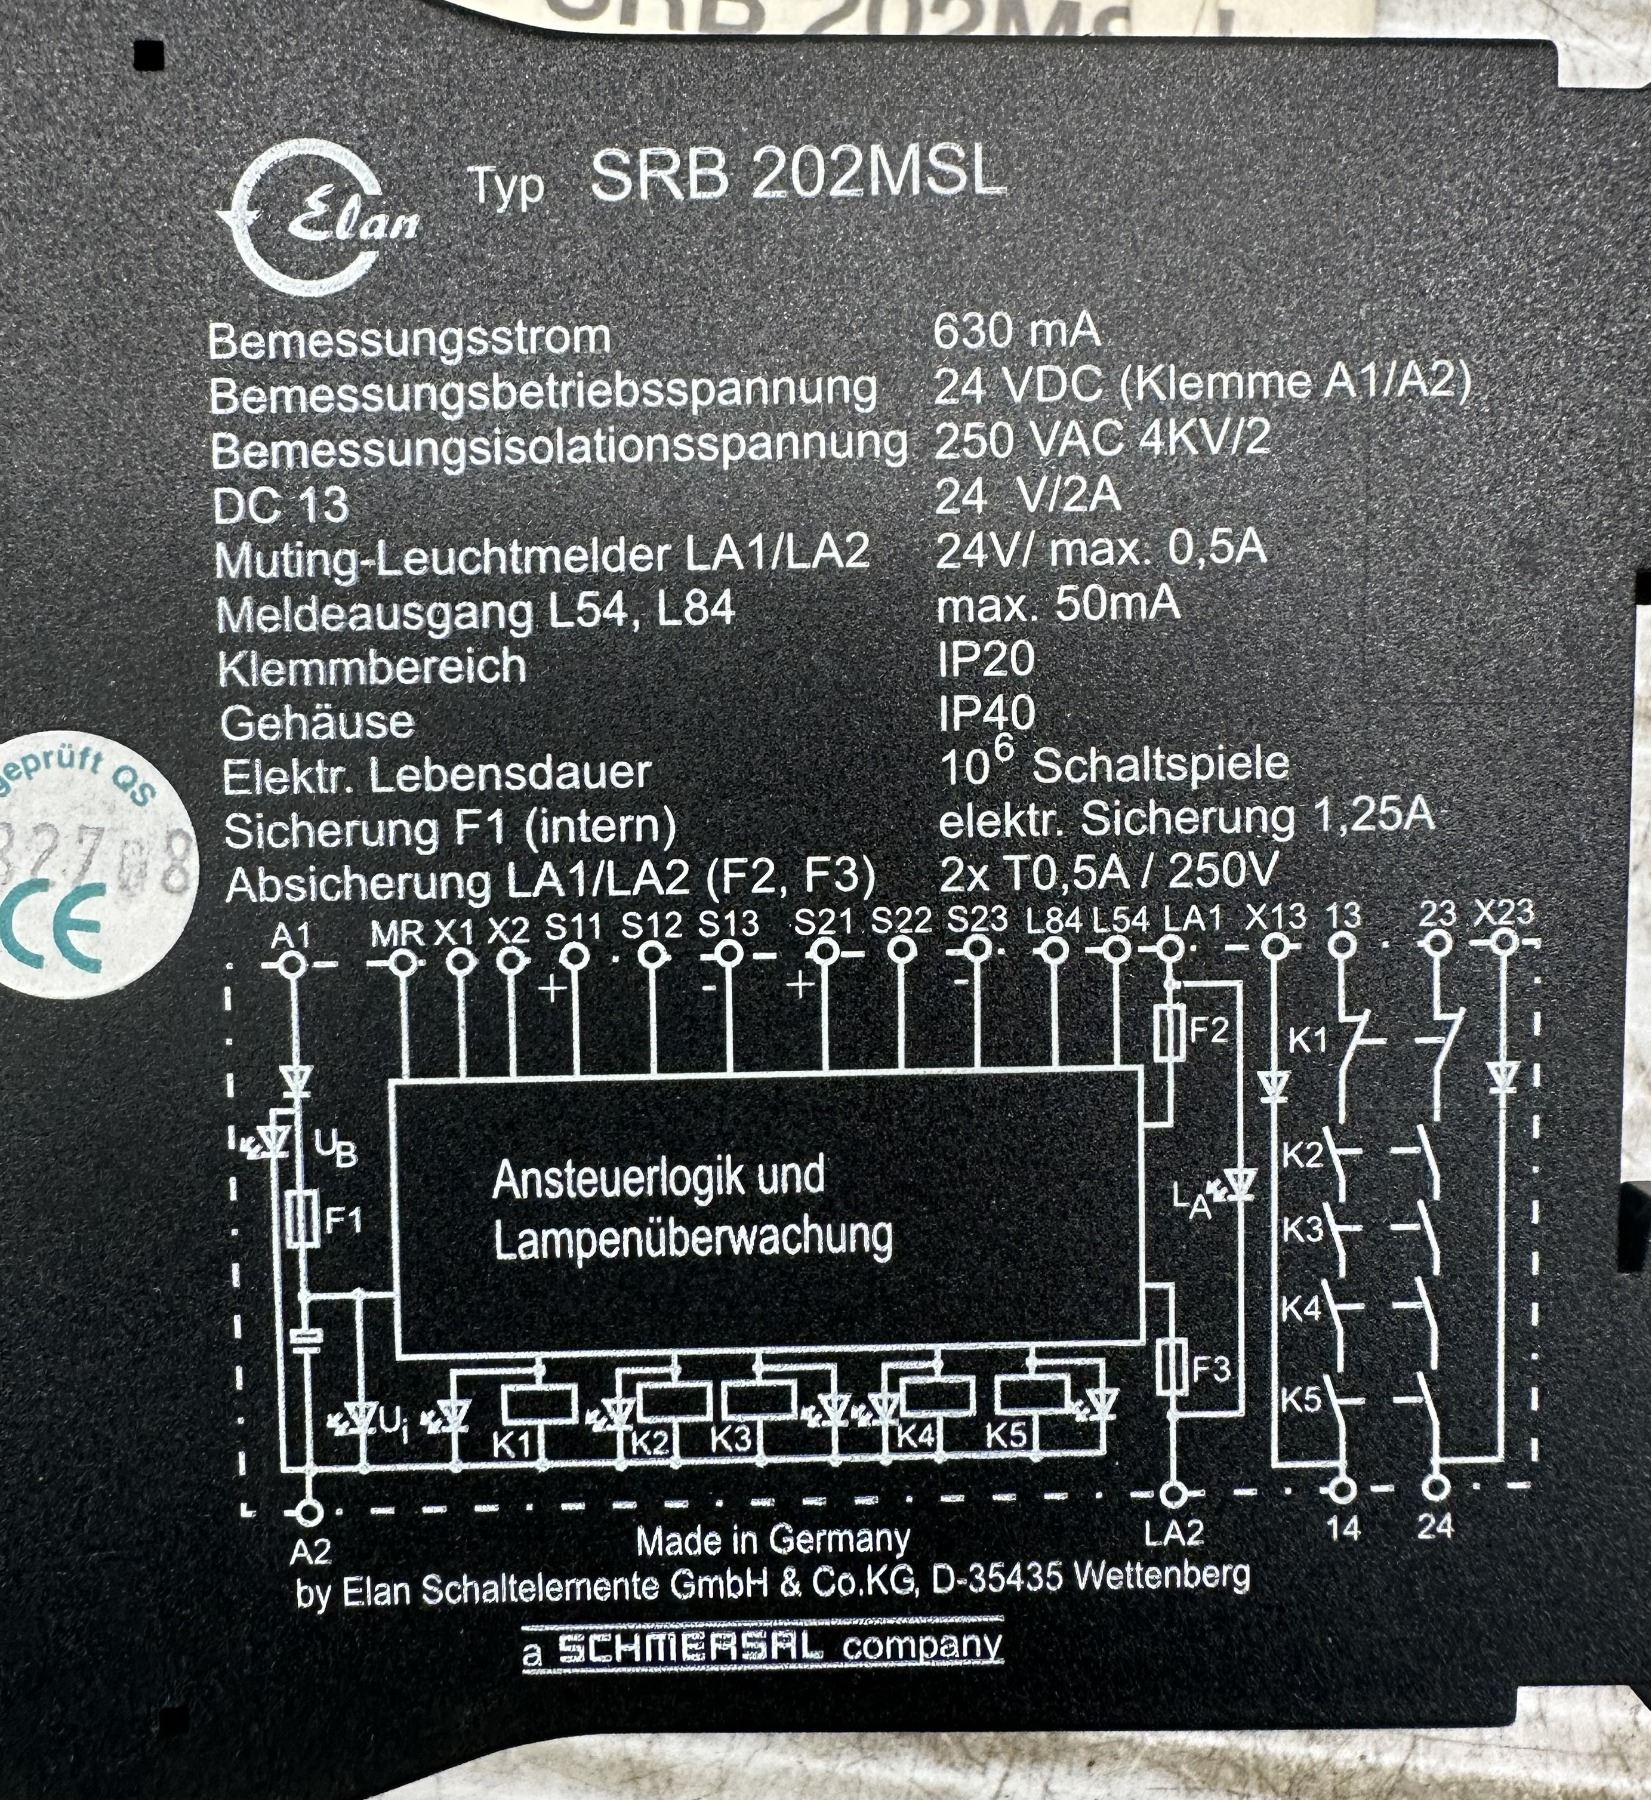 SRB 202MSL
Elan
Typ SRB 202MSL
Bemessungsstrom 630 mA
Bemessungsbetriebsspannung 24 VDC (Klemme A1/A2)
Bemessungsisolationsspannung 250 VAC 4KV/2
DC 13 24 V/2A
Muting-Leuchtmelder LA1/LA2 24V/ max. 0,5A
Meldeausgang L54, L84 max. 50mA
Klemmbereich IP20
Gehäuse IP40
Elektr. Lebensdauer 10⁶ Schaltspiele
Sicherung F1 (intern) elektr. Sicherung 1,25A
Absicherung LA1/LA2 (F2, F3) 2x T0,5A / 250V
geprüft QS
32708
CE
A1 MR X1 X2 S11 S12 S13 S21 S22 S23 L84 L54 LA1 X13 13 23 X23
+ - + -
F2 K1
UB
K2
F1
Ansteuerlogik und
Lampenüberwachung
LA
K3
K4
F3
Ui K1 K2 K3 K4 K5
K5
A2 LA2 14 24
Made in Germany
by Elan Schaltelemente GmbH & Co.KG, D-35435 Wettenberg
a SCHMERSAL company